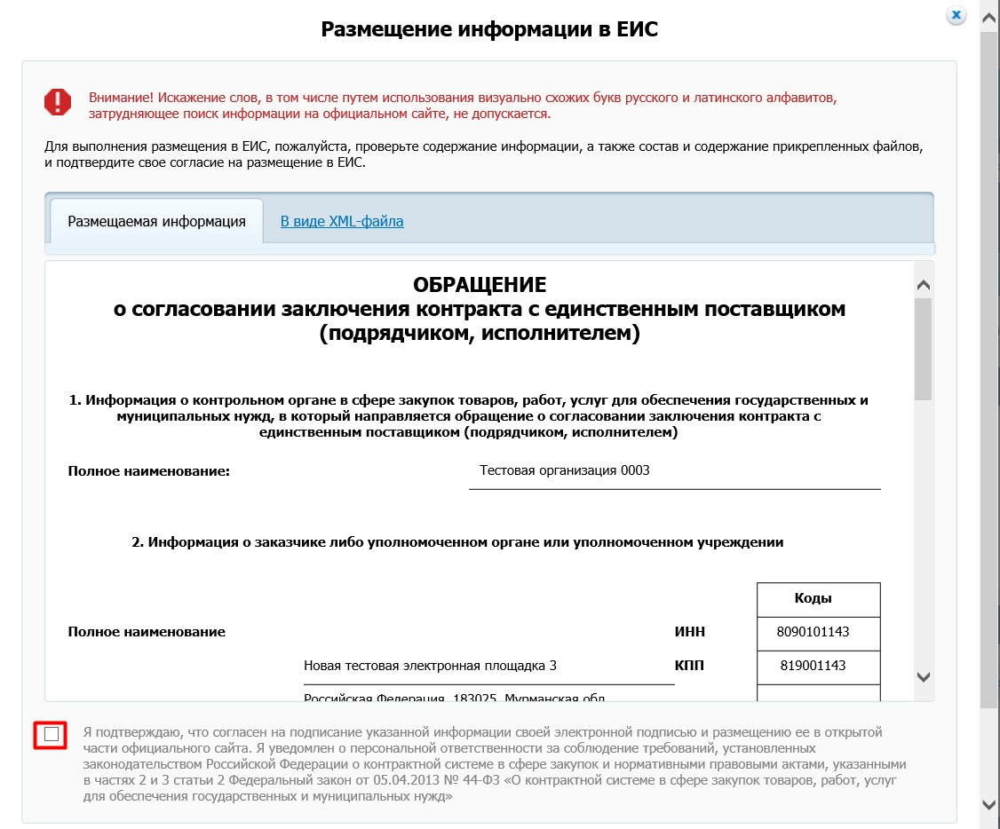 Размещение информации в ЕИС
Внимание! Искажение слов, в том числе путем использования визуально схожих букв русского и латинского алфавитов,
затрудняющее поиск информации на официальном сайте, не допускается.
Для выполнения размещения в ЕИС, пожалуйста, проверьте содержание информации, а также состав и содержание прикрепленных файлов,
и подтвердите свое согласие на размещение в ЕИС.
Размещаемая информация В виде XML-файла
ОБРАЩЕНИЕ
о согласовании заключения контракта с единственным поставщиком
(подрядчиком, исполнителем)
1. Информация о контрольном органе в сфере закупок товаров, работ, услуг для обеспечения государственных и
муниципальных нужд, в который направляется обращение о согласовании заключения контракта с
единственным поставщиком (подрядчиком, исполнителем)
Полное наименование: Тестовая организация 0003
2. Информация о заказчике либо уполномоченном органе или уполномоченном учреждении
Коды
Полное наименование ИНН 8090101143
Новая тестовая электронная площадка 3 КПП 819001143
Российская Федерация, 183025, Мурманская обл
Я подтверждаю, что согласен на подписание указанной информации своей электронной подписью и размещению ее в открытой
части официального сайта. Я уведомлен о персональной ответственности за соблюдение требований, установленных
законодательством Российской Федерации о контрактной системе в сфере закупок и нормативными правовыми актами, указанными
в частях 2 и 3 статьи 2 Федеральный закон от 05.04.2013 № 44-ФЗ «О контрактной системе в сфере закупок товаров, работ, услуг
для обеспечения государственных и муниципальных нужд»